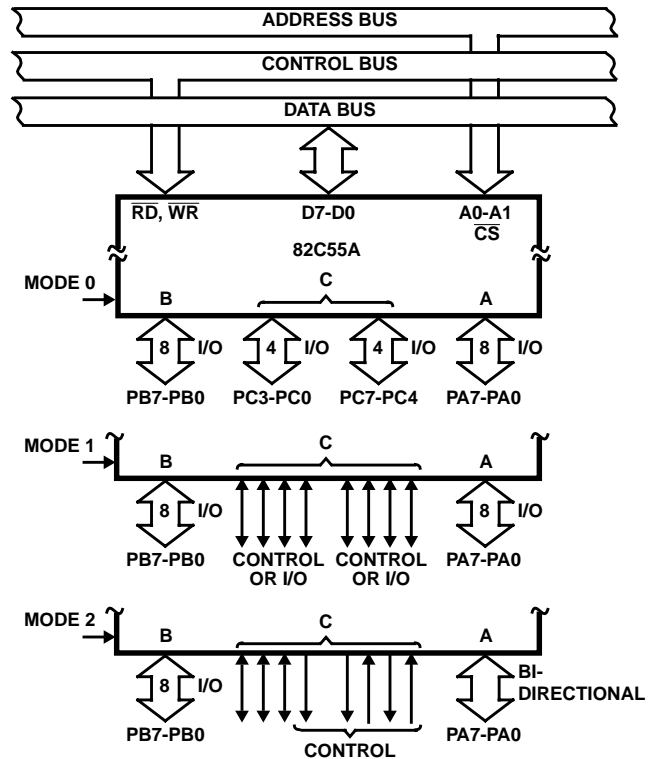 ADDRESS BUS
CONTROL BUS
DATA BUS
RD, WR D7-D0 A0-A1
CS
82C55A
MODE 0
B C A
8 I/O 4 I/O 4 I/O 8 I/O
PB7-PB0 PC3-PC0 PC7-PC4 PA7-PA0
MODE 1
B C A
8 I/O 8 I/O
PB7-PB0 CONTROL CONTROL PA7-PA0
OR I/O OR I/O
MODE 2
B C A
8 I/O BI-
DIRECTIONAL
PB7-PB0 PA7-PA0
CONTROL